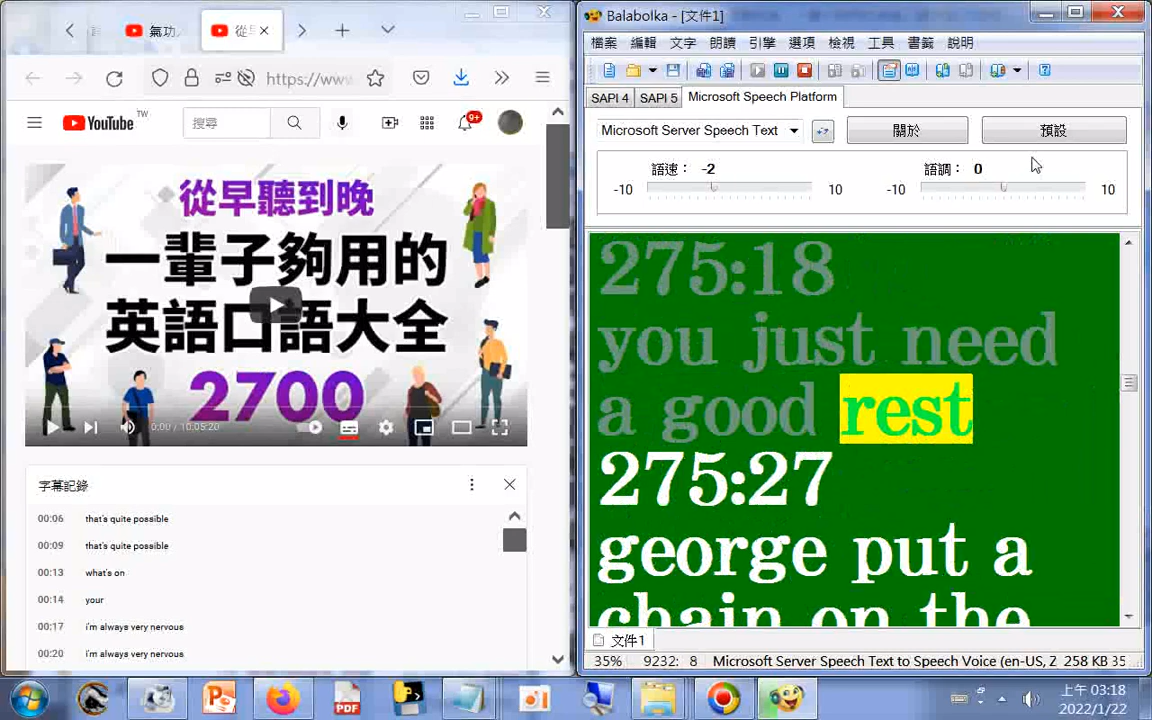 氣功
從
https://www
YouTube TW
搜尋
9+
從早聽到晚
一輩子夠用的
英語口語大全
2700
0:00 / 10:05:20
字幕記錄
00:06 that's quite possible
00:09 that's quite possible
00:13 what's on
00:14 your
00:17 i'm always very nervous
00:20 i'm always very nervous
Balabolka - [文件1]
檔案 編輯 文字 朗讀 引擎 選項 檢視 工具 書籤 說明
SAPI 4 SAPI 5 Microsoft Speech Platform
Microsoft Server Speech Text 關於 預設
語速： -2 語調： 0
-10 10 -10 10
275:18
you just need
a good rest
275:27
george put a
chain on the
文件1
35% 9232: 8 Microsoft Server Speech Text to Speech Voice (en-US, Z 258 KB 35
PDF
上午 03:18
2022/1/22